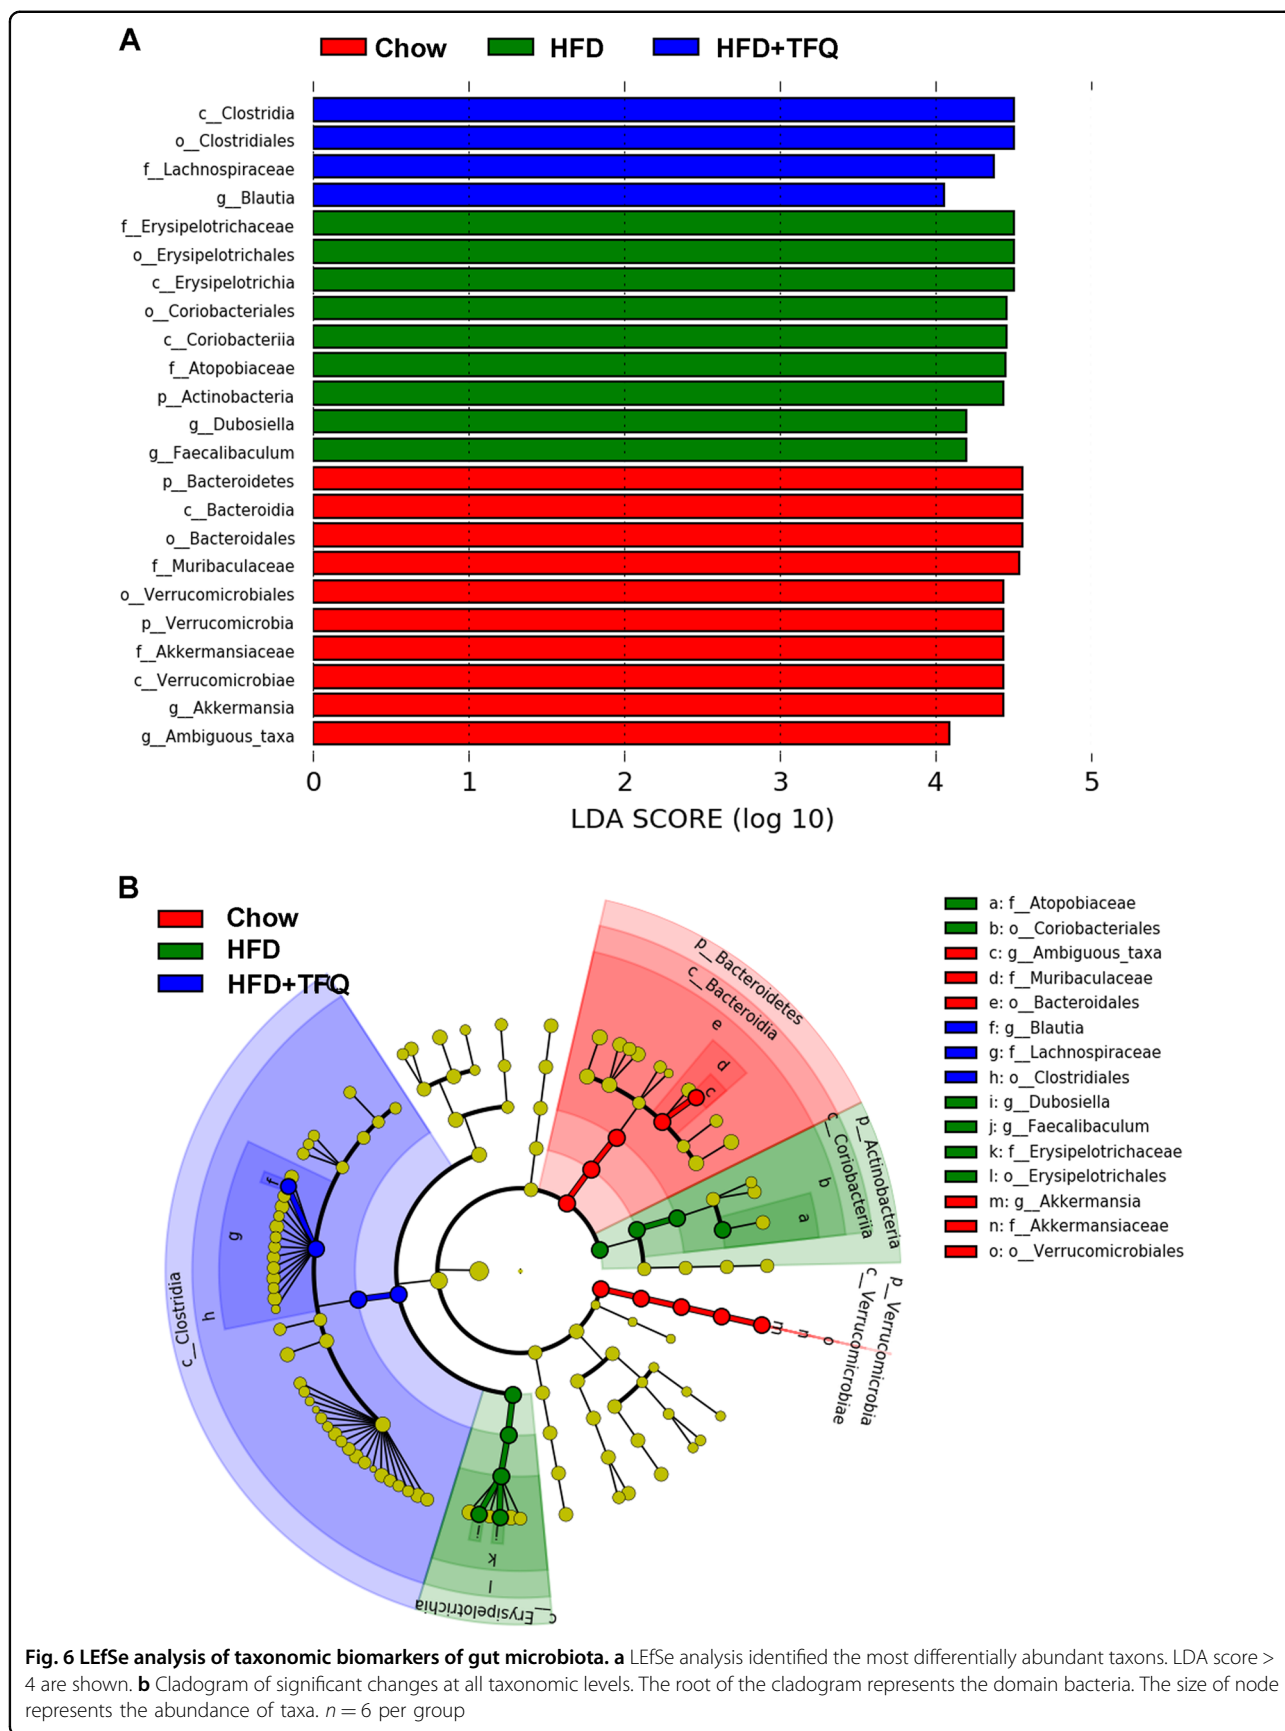 A
Chow HFD HFD+TFQ
c__Clostridia
o__Clostridiales
f__Lachnospiraceae
g__Blautia
f__Erysipelotrichaceae
o__Erysipelotrichales
c__Erysipelotrichia
o__Coriobacteriales
c__Coriobacteriia
f__Atopobiaceae
p__Actinobacteria
g__Dubosiella
g__Faecalibaculum
p__Bacteroidetes
c__Bacteroidia
o__Bacteroidales
f__Muribaculaceae
o__Verrucomicrobiales
p__Verrucomicrobia
f__Akkermansiaceae
c__Verrucomicrobiae
g__Akkermansia
g__Ambiguous_taxa
0 1 2 3 4 5
LDA SCORE (log 10)
B
Chow
HFD
HFD+TFQ
p__Bacteroidetes
c__Bacteroidia
e
d
c
p__Actinobacteria
c__Coriobacteriia
b
a
p__Verrucomicrobia
c__Verrucomicrobiae
o
n
m
f
g
h
c__Clostridia
i
k
l
c__Erysipelotrichia
a: f__Atopobiaceae
b: o__Coriobacteriales
c: g__Ambiguous_taxa
d: f__Muribaculaceae
e: o__Bacteroidales
f: g__Blautia
g: f__Lachnospiraceae
h: o__Clostridiales
i: g__Dubosiella
j: g__Faecalibaculum
k: f__Erysipelotrichaceae
l: o__Erysipelotrichales
m: g__Akkermansia
n: f__Akkermansiaceae
o: o__Verrucomicrobiales
Fig. 6 LEfSe analysis of taxonomic biomarkers of gut microbiota. a LEfSe analysis identified the most differentially abundant taxons. LDA score >
4 are shown. b Cladogram of significant changes at all taxonomic levels. The root of the cladogram represents the domain bacteria. The size of node
represents the abundance of taxa. n = 6 per group